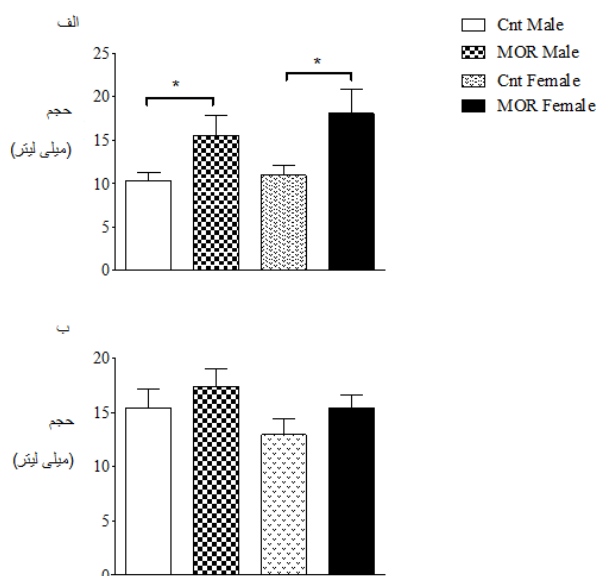 الف
Cnt Male
MOR Male
Cnt Female
MOR Female
25
20
15
10
5
0
حجم
(میلی لیتر)
*
*
ب
20
15
10
5
0
حجم
(میلی لیتر)